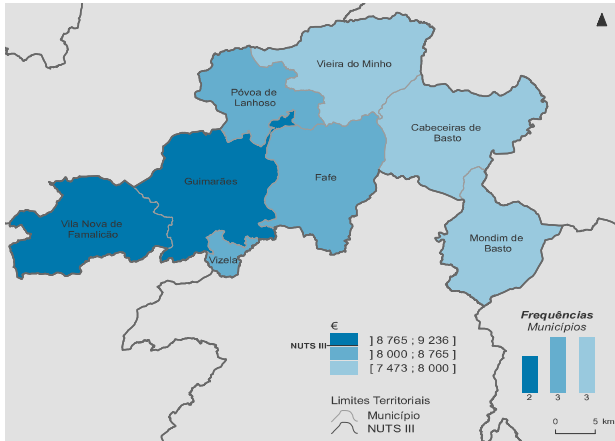 Vieira do Minho
Póvoa de
Lanhoso
Cabeceiras de
Basto
Guimarães
Fafe
Vila Nova de
Famalicão
Mondim de
Basto
Vizela
€
NUTS III
] 8 765 ; 9 236 ]
] 8 000 ; 8 765 ]
[ 7 473 ; 8 000 ]
Limites Territoriais
Município
NUTS III
Frequências
Municípios
2 3 3
0 5 km